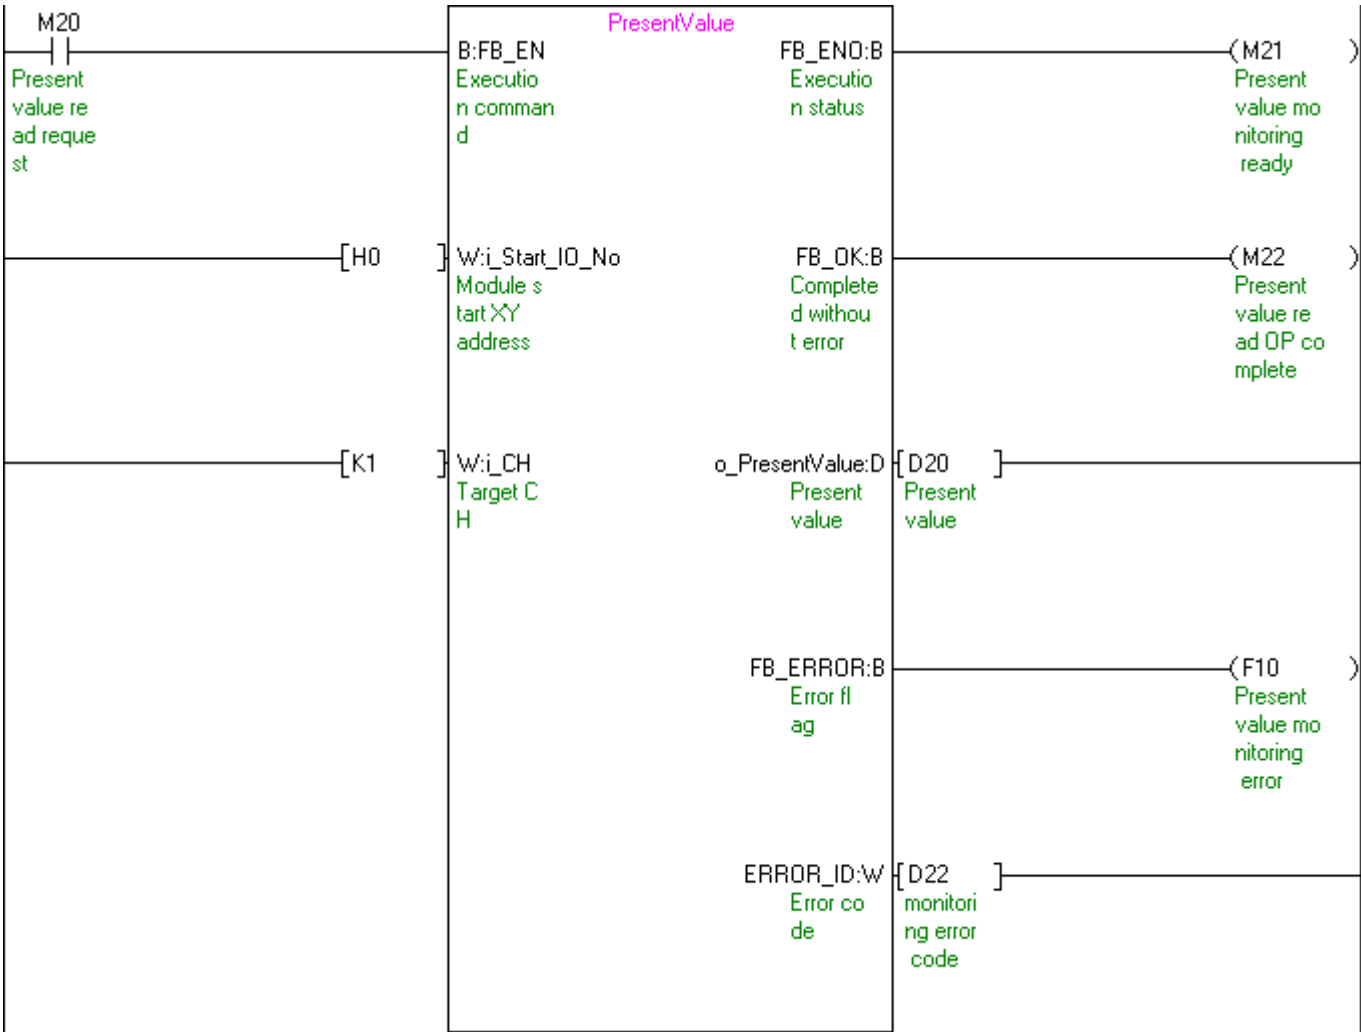 M20
PresentValue
B:FB_EN
FB_ENO:B
(M21 )
Present
value re
ad reque
st
Executio
n comman
d
Executio
n status
Present
value mo
nitoring
ready
[H0 ]
W:i_Start_IO_No
FB_OK:B
(M22 )
Module s
tart XY
address
Complete
d withou
t error
Present
value re
ad OP co
mplete
[K1 ]
W:i_CH
o_PresentValue:D
[D20 ]
Target C
H
Present
value
Present
value
FB_ERROR:B
(F10 )
Error fl
ag
Present
value mo
nitoring
error
ERROR_ID:W
[D22 ]
Error co
de
monitori
ng error
code